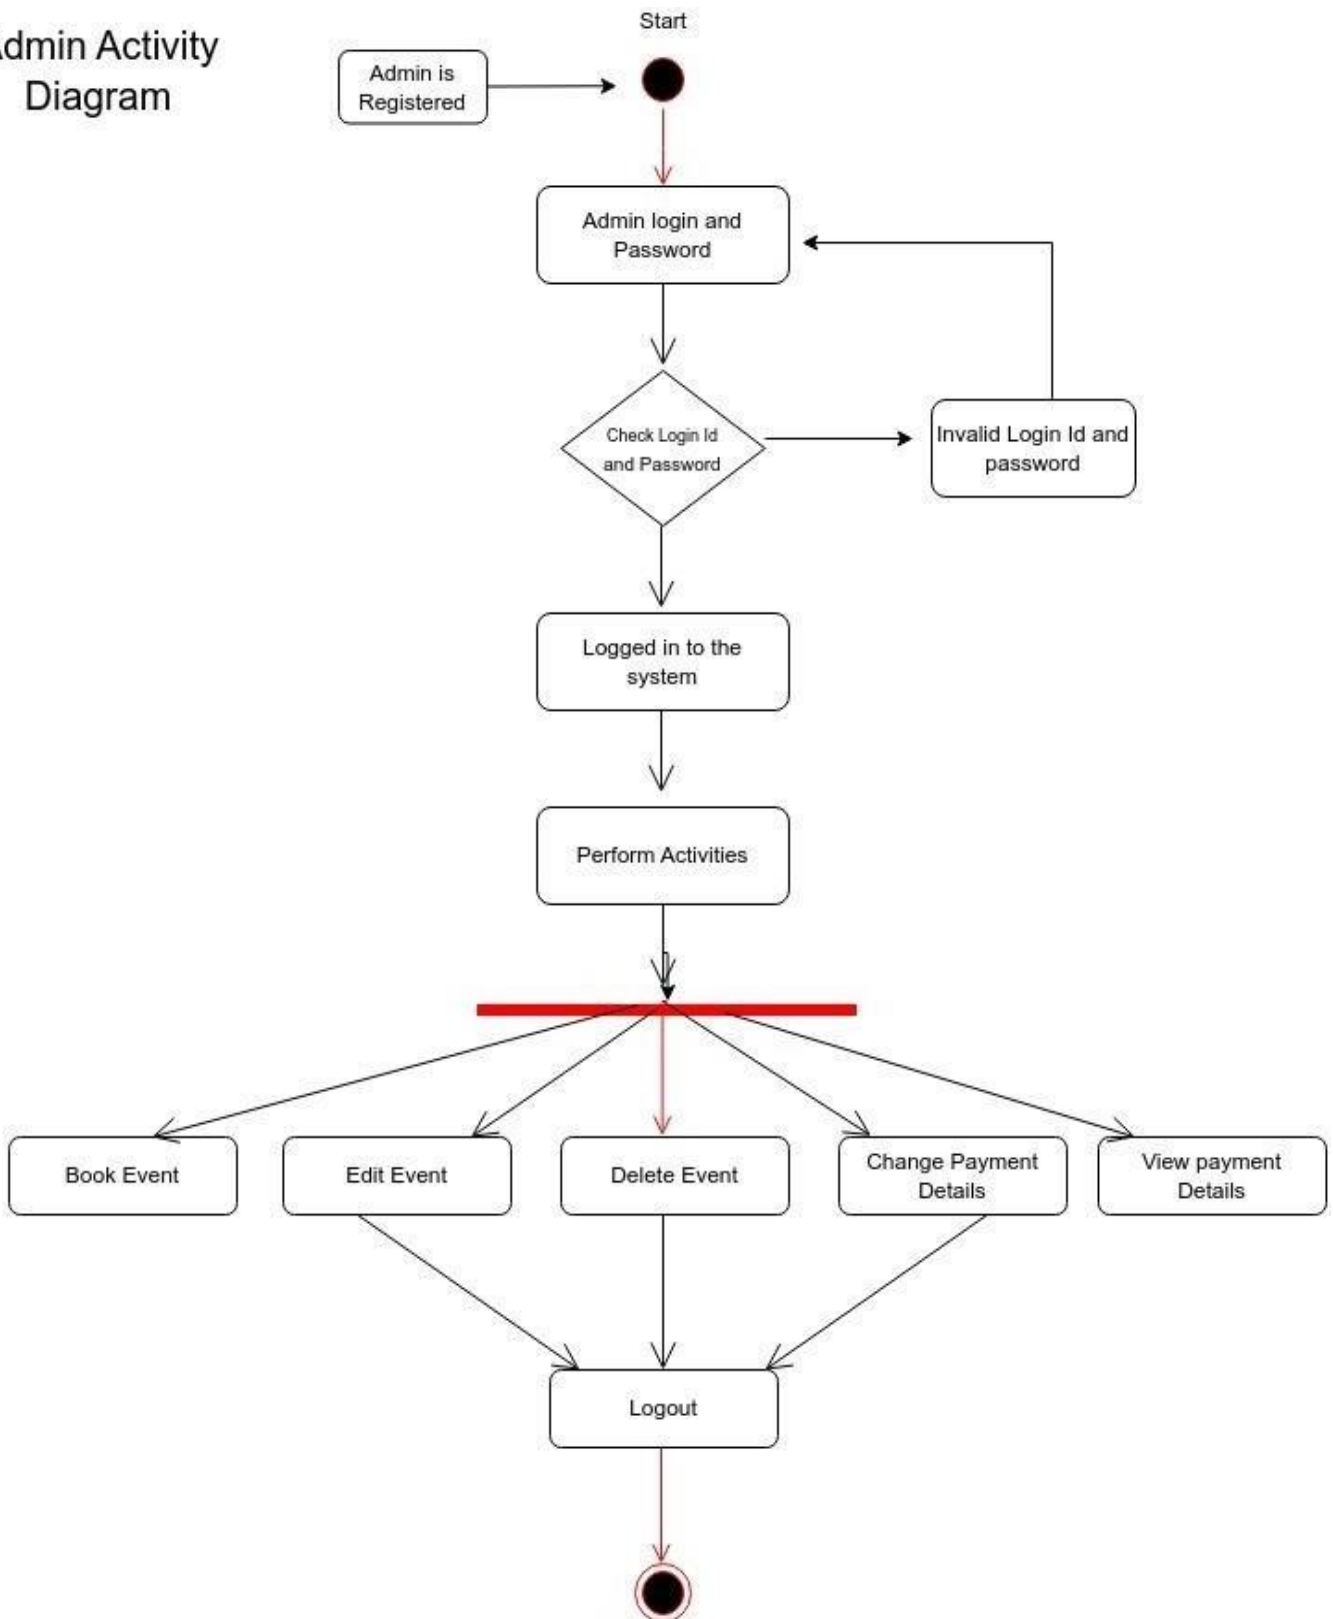 dmin Activity
Diagram
Start
Admin is
Registered
Admin login and
Password
Check Login Id
and Password
Invalid Login Id and
password
Logged in to the
system
Perform Activities
Book Event
Edit Event
Delete Event
Change Payment
Details
View payment
Details
Logout